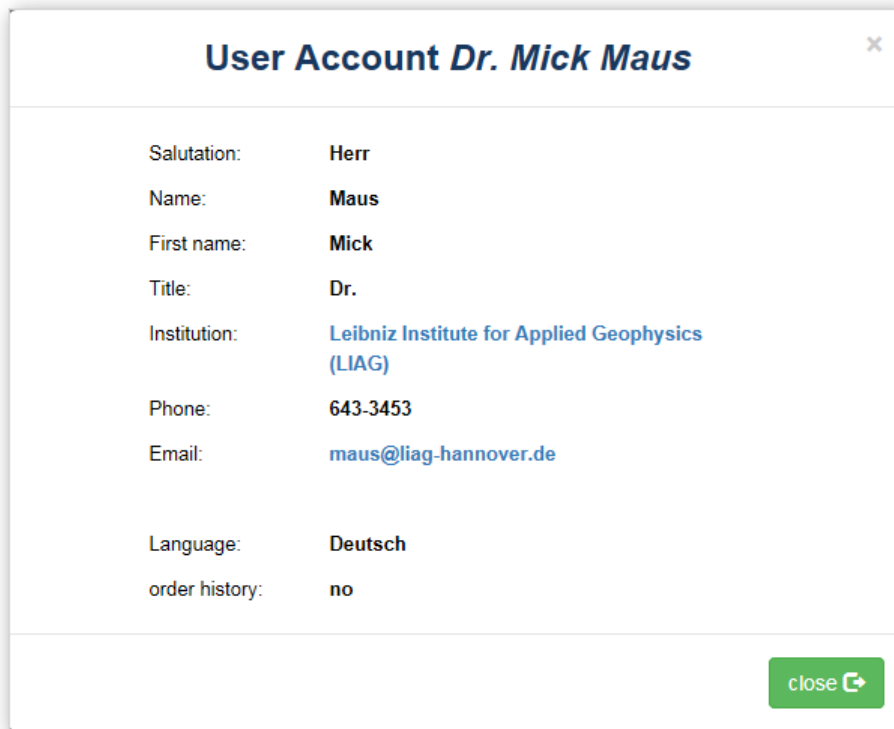 User Account Dr. Mick Maus
×
Salutation: Herr
Name: Maus
First name: Mick
Title: Dr.
Institution: Leibniz Institute for Applied Geophysics
(LIAG)
Phone: 643-3453
Email: maus@liag-hannover.de
Language: Deutsch
order history: no
close